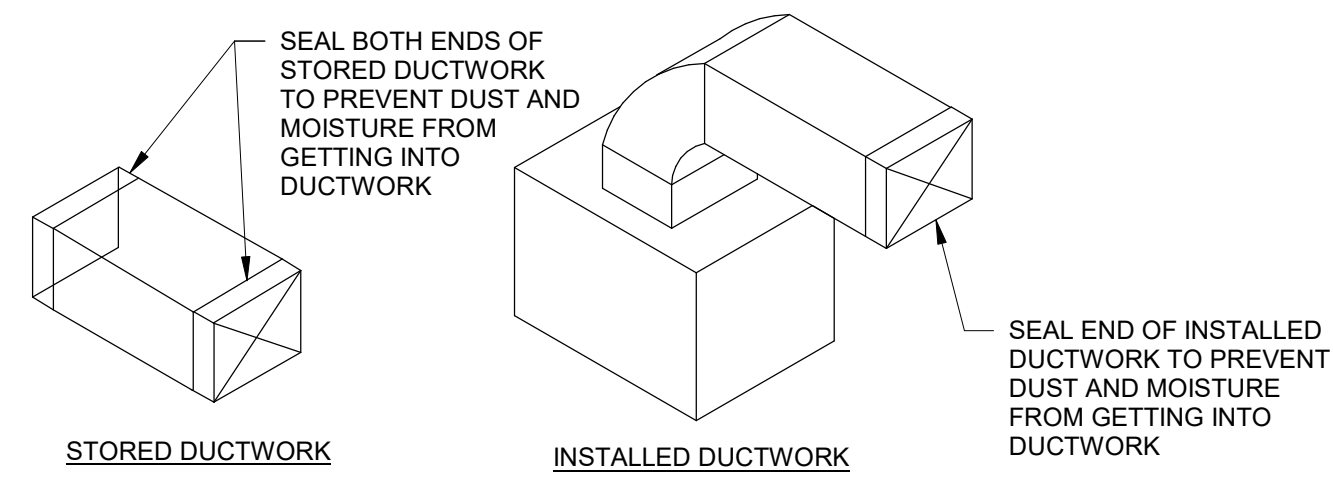 SEAL BOTH ENDS OF
STORED DUCTWORK
TO PREVENT DUST AND
MOISTURE FROM
GETTING INTO
DUCTWORK
STORED DUCTWORK
INSTALLED DUCTWORK
SEAL END OF INSTALLED
DUCTWORK TO PREVENT
DUST AND MOISTURE
FROM GETTING INTO
DUCTWORK